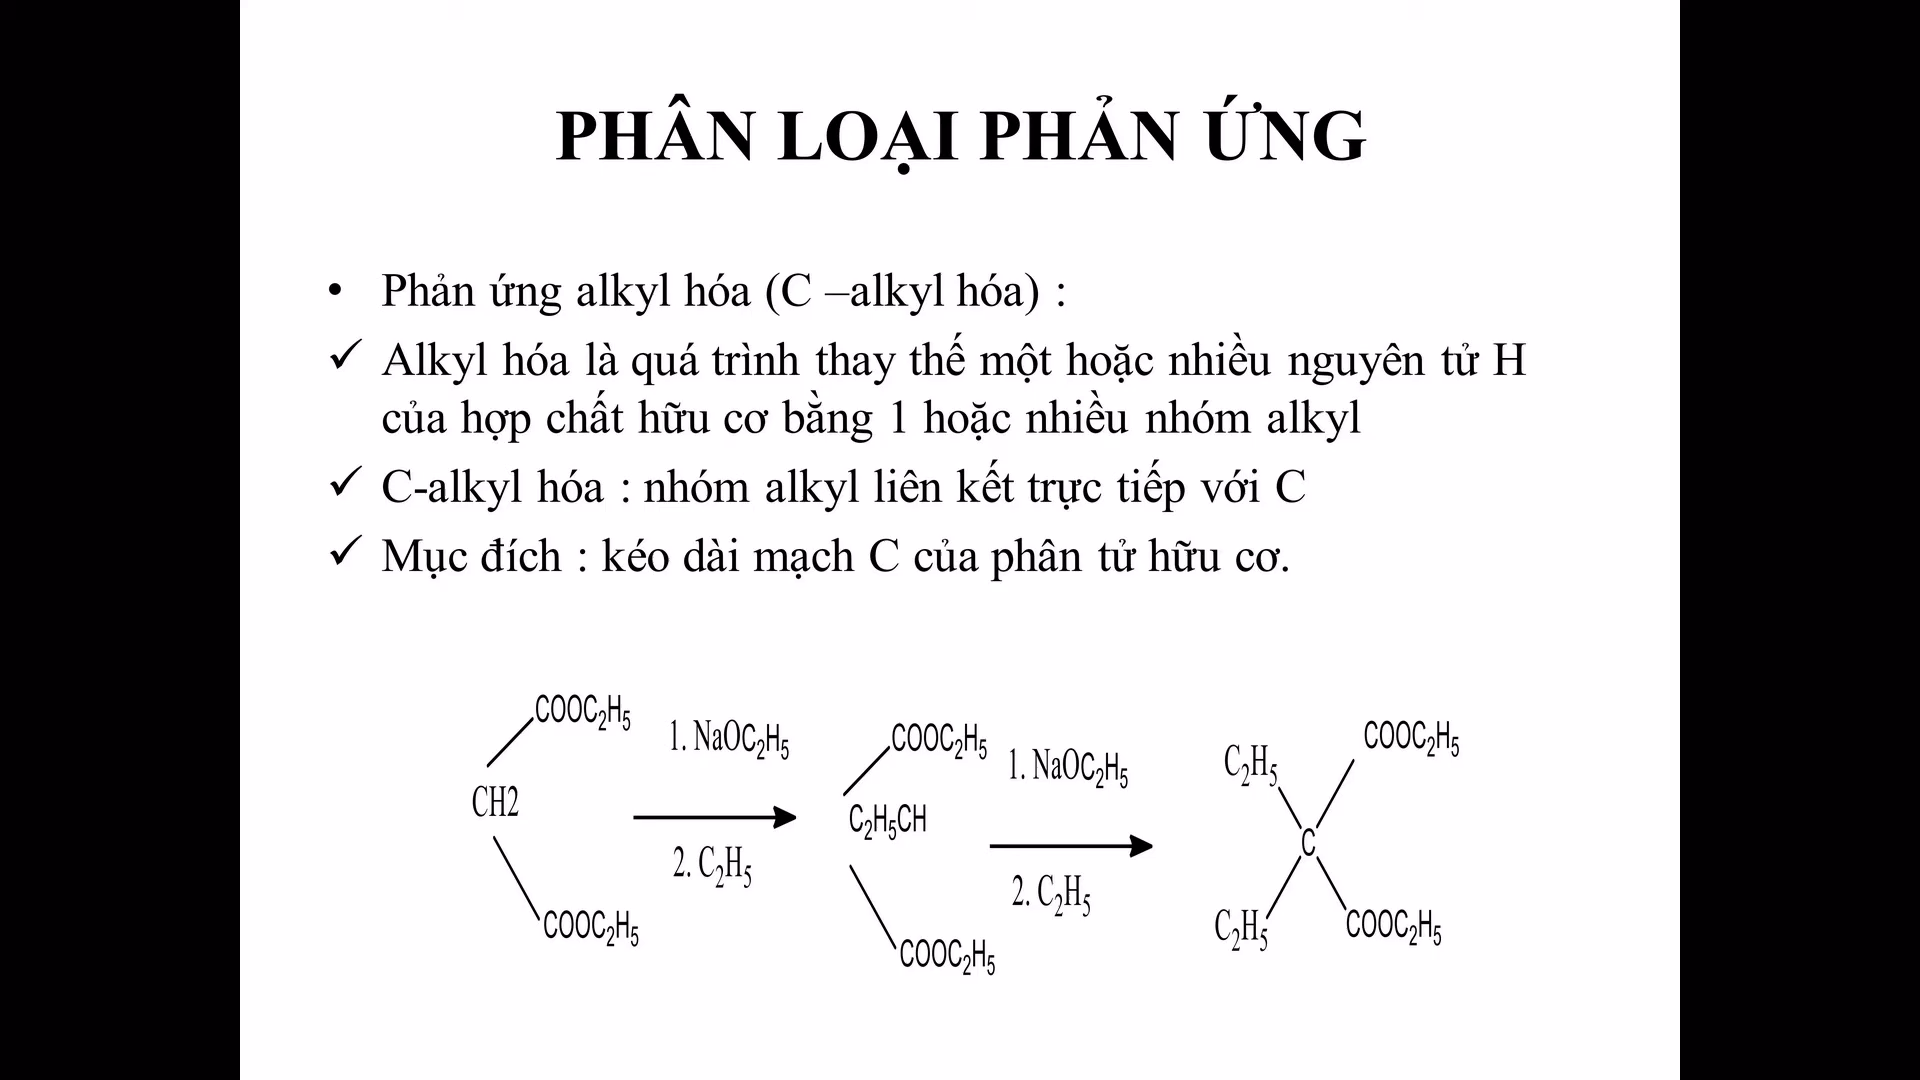 PHÂN LOẠI PHẢN ỨNG
• Phản ứng alkyl hóa (C –alkyl hóa) :
✓ Alkyl hóa là quá trình thay thế một hoặc nhiều nguyên tử H
của hợp chất hữu cơ bằng 1 hoặc nhiều nhóm alkyl
✓ C-alkyl hóa : nhóm alkyl liên kết trực tiếp với C
✓ Mục đích : kéo dài mạch C của phân tử hữu cơ.
COOC₂H₅
CH2
COOC₂H₅
1. NaOC₂H₅
2. C₂H₅
COOC₂H₅
C₂H₅CH
COOC₂H₅
1. NaOC₂H₅
2. C₂H₅
C₂H₅
COOC₂H₅
C
C₂H₅
COOC₂H₅